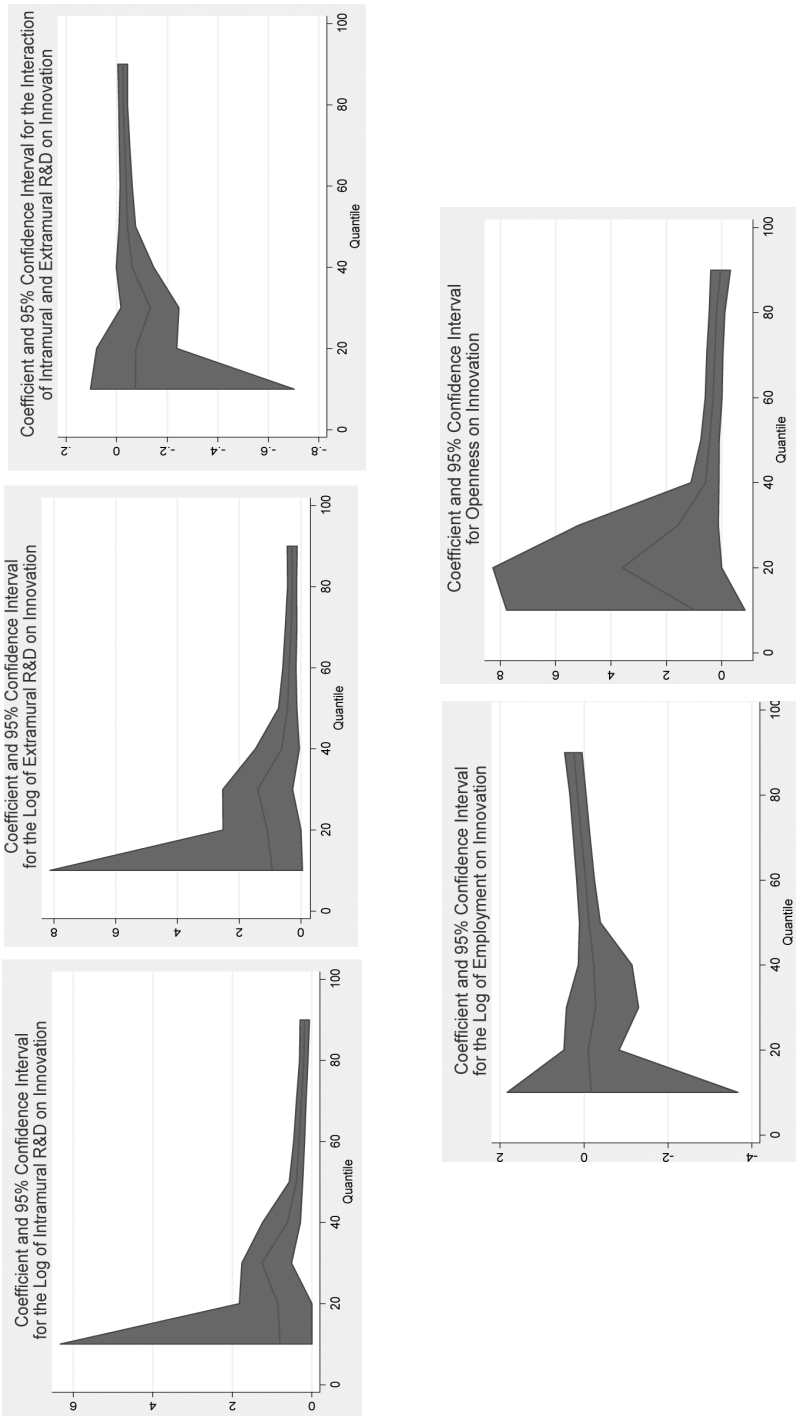 Coefficient and 95% Confidence Interval
for the Log of Intramural R&D on Innovation
6
4
2
0
0 20 40 60 80 100
Quantile
Coefficient and 95% Confidence Interval
for the Log of Extramural R&D on Innovation
8
6
4
2
0
0 20 40 60 80 100
Quantile
Coefficient and 95% Confidence Interval for the Interaction
of Intramural and Extramural R&D on Innovation
.2
0
-.2
-.4
-.6
-.8
0 20 40 60 80 100
Quantile
Coefficient and 95% Confidence Interval
for the Log of Employment on Innovation
2
0
-2
-4
0 20 40 60 80 100
Quantile
Coefficient and 95% Confidence Interval
for Openness on Innovation
8
6
4
2
0
0 20 40 60 80 100
Quantile